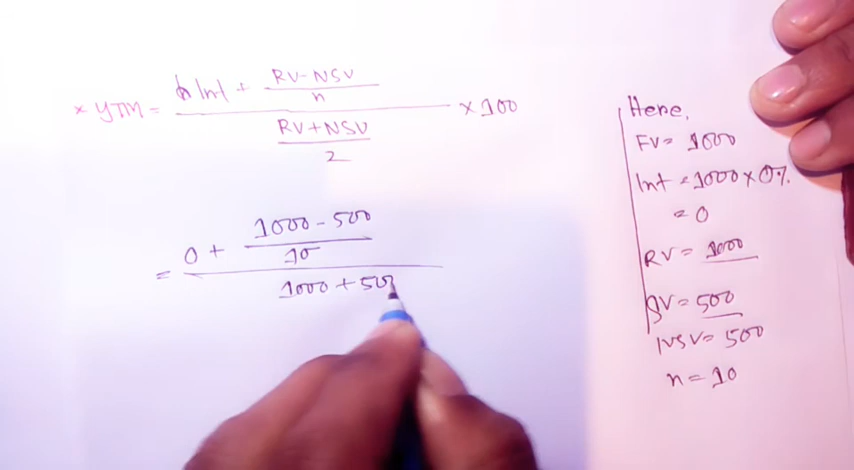 * YTM = Int + RV-NSV / n
RV+NSV / 2
× 100
= 0 + 1000 - 500 / 10
1000 + 500
Here,
FV = 1000
Int = 1000 × 0%
= 0
RV = 1000
SV = 500
NSV = 500
n = 10